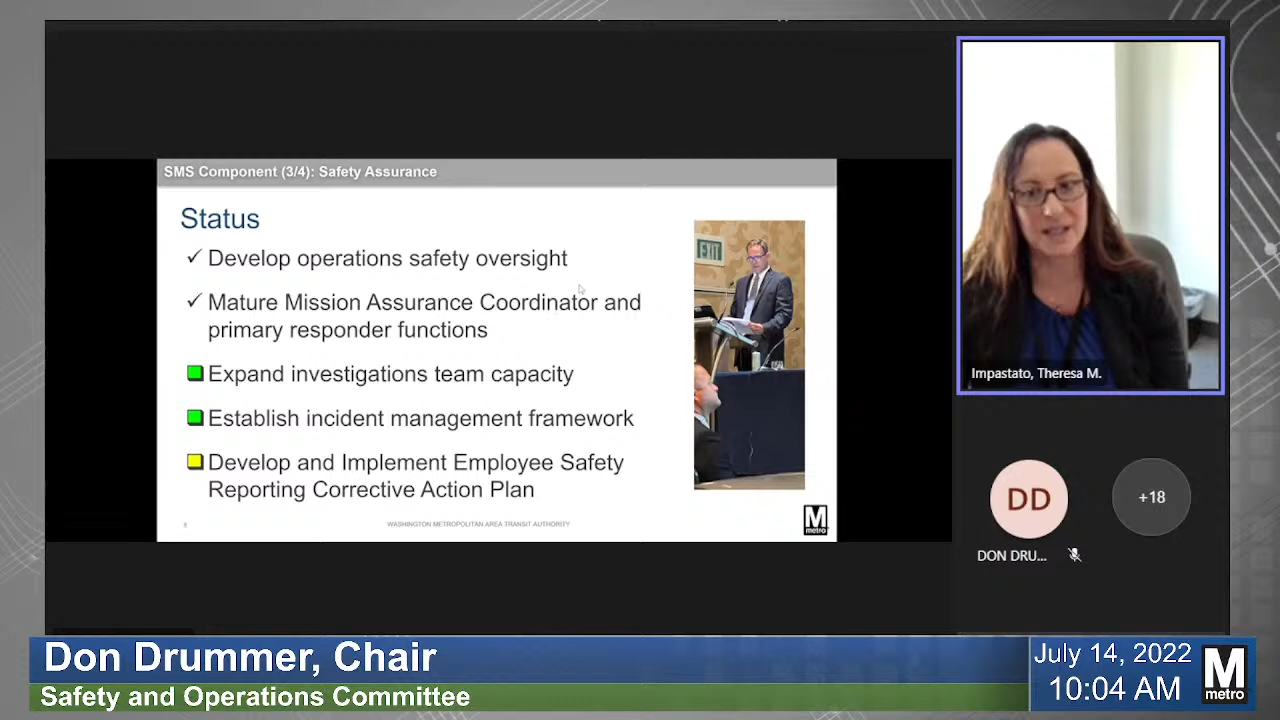 SMS Component (3/4): Safety Assurance
Status
✓ Develop operations safety oversight
✓ Mature Mission Assurance Coordinator and
primary responder functions
Expand investigations team capacity
Establish incident management framework
Develop and Implement Employee Safety
Reporting Corrective Action Plan
EXIT
8
WASHINGTON METROPOLITAN AREA TRANSIT AUTHORITY
M
metro
Impastato, Theresa M.
DD
+18
DON DRU...
Don Drummer, Chair
Safety and Operations Committee
July 14, 2022
10:04 AM
M
metro